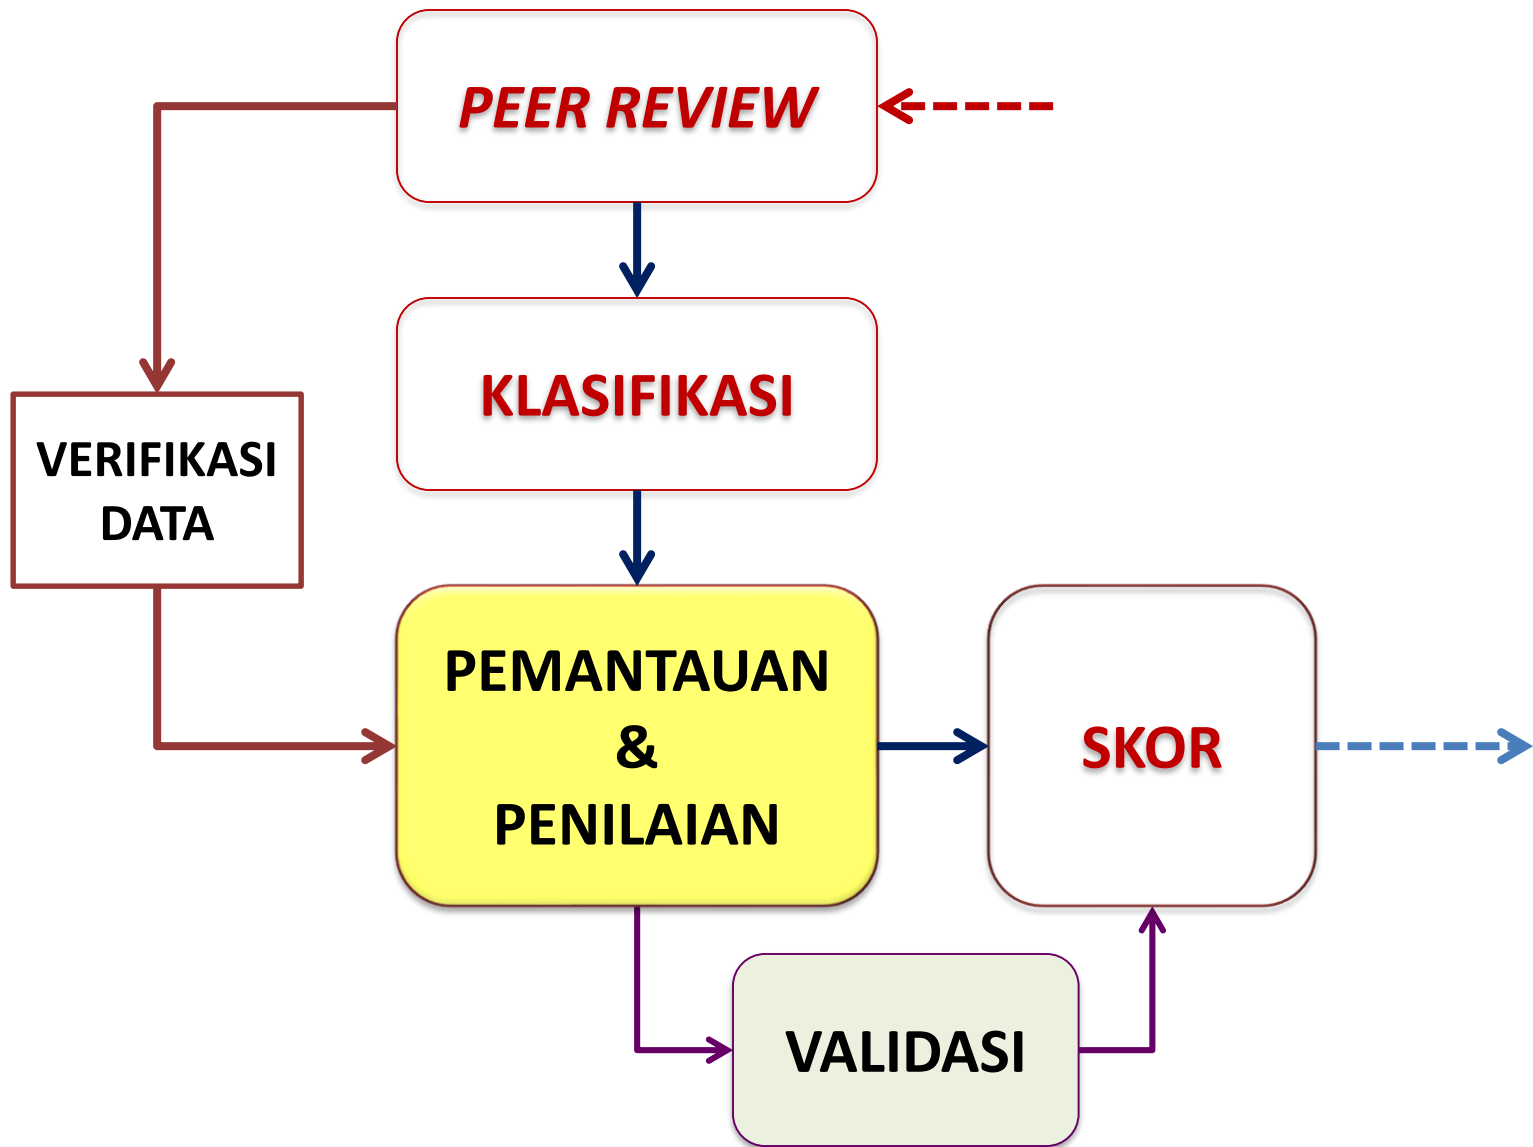 PEER REVIEW
KLASIFIKASI
VERIFIKASI
DATA
PEMANTAUAN
&
PENILAIAN
SKOR
VALIDASI